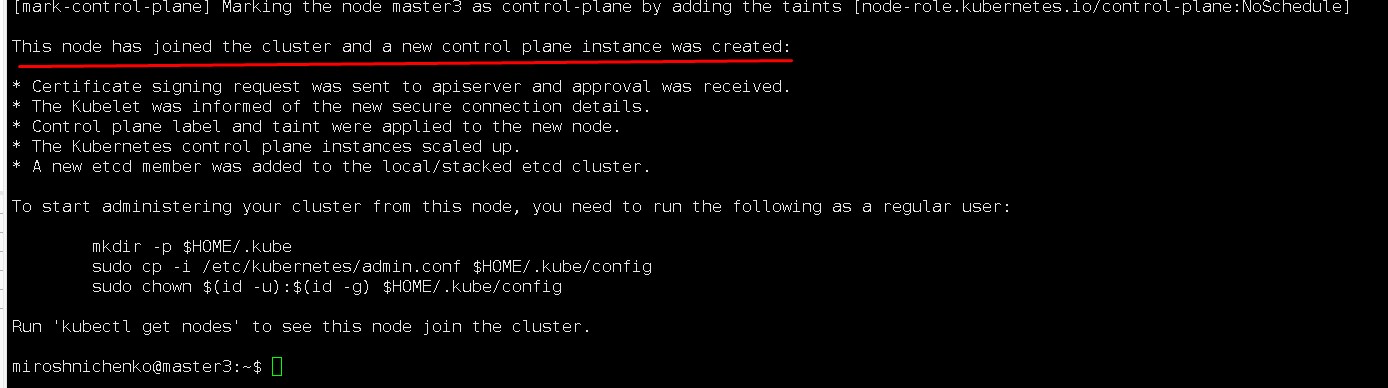 [mark-control-plane] Marking the node master3 as control-plane by adding the taints [node-role.kubernetes.io/control-plane:NoSchedule]
This node has joined the cluster and a new control plane instance was created:
* Certificate signing request was sent to apiserver and approval was received.
* The Kubelet was informed of the new secure connection details.
* Control plane label and taint were applied to the new node.
* The Kubernetes control plane instances scaled up.
* A new etcd member was added to the local/stacked etcd cluster.
To start administering your cluster from this node, you need to run the following as a regular user:
mkdir -p $HOME/.kube
sudo cp -i /etc/kubernetes/admin.conf $HOME/.kube/config
sudo chown $(id -u):$(id -g) $HOME/.kube/config
Run 'kubectl get nodes' to see this node join the cluster.
miroshnichenko@master3:~$